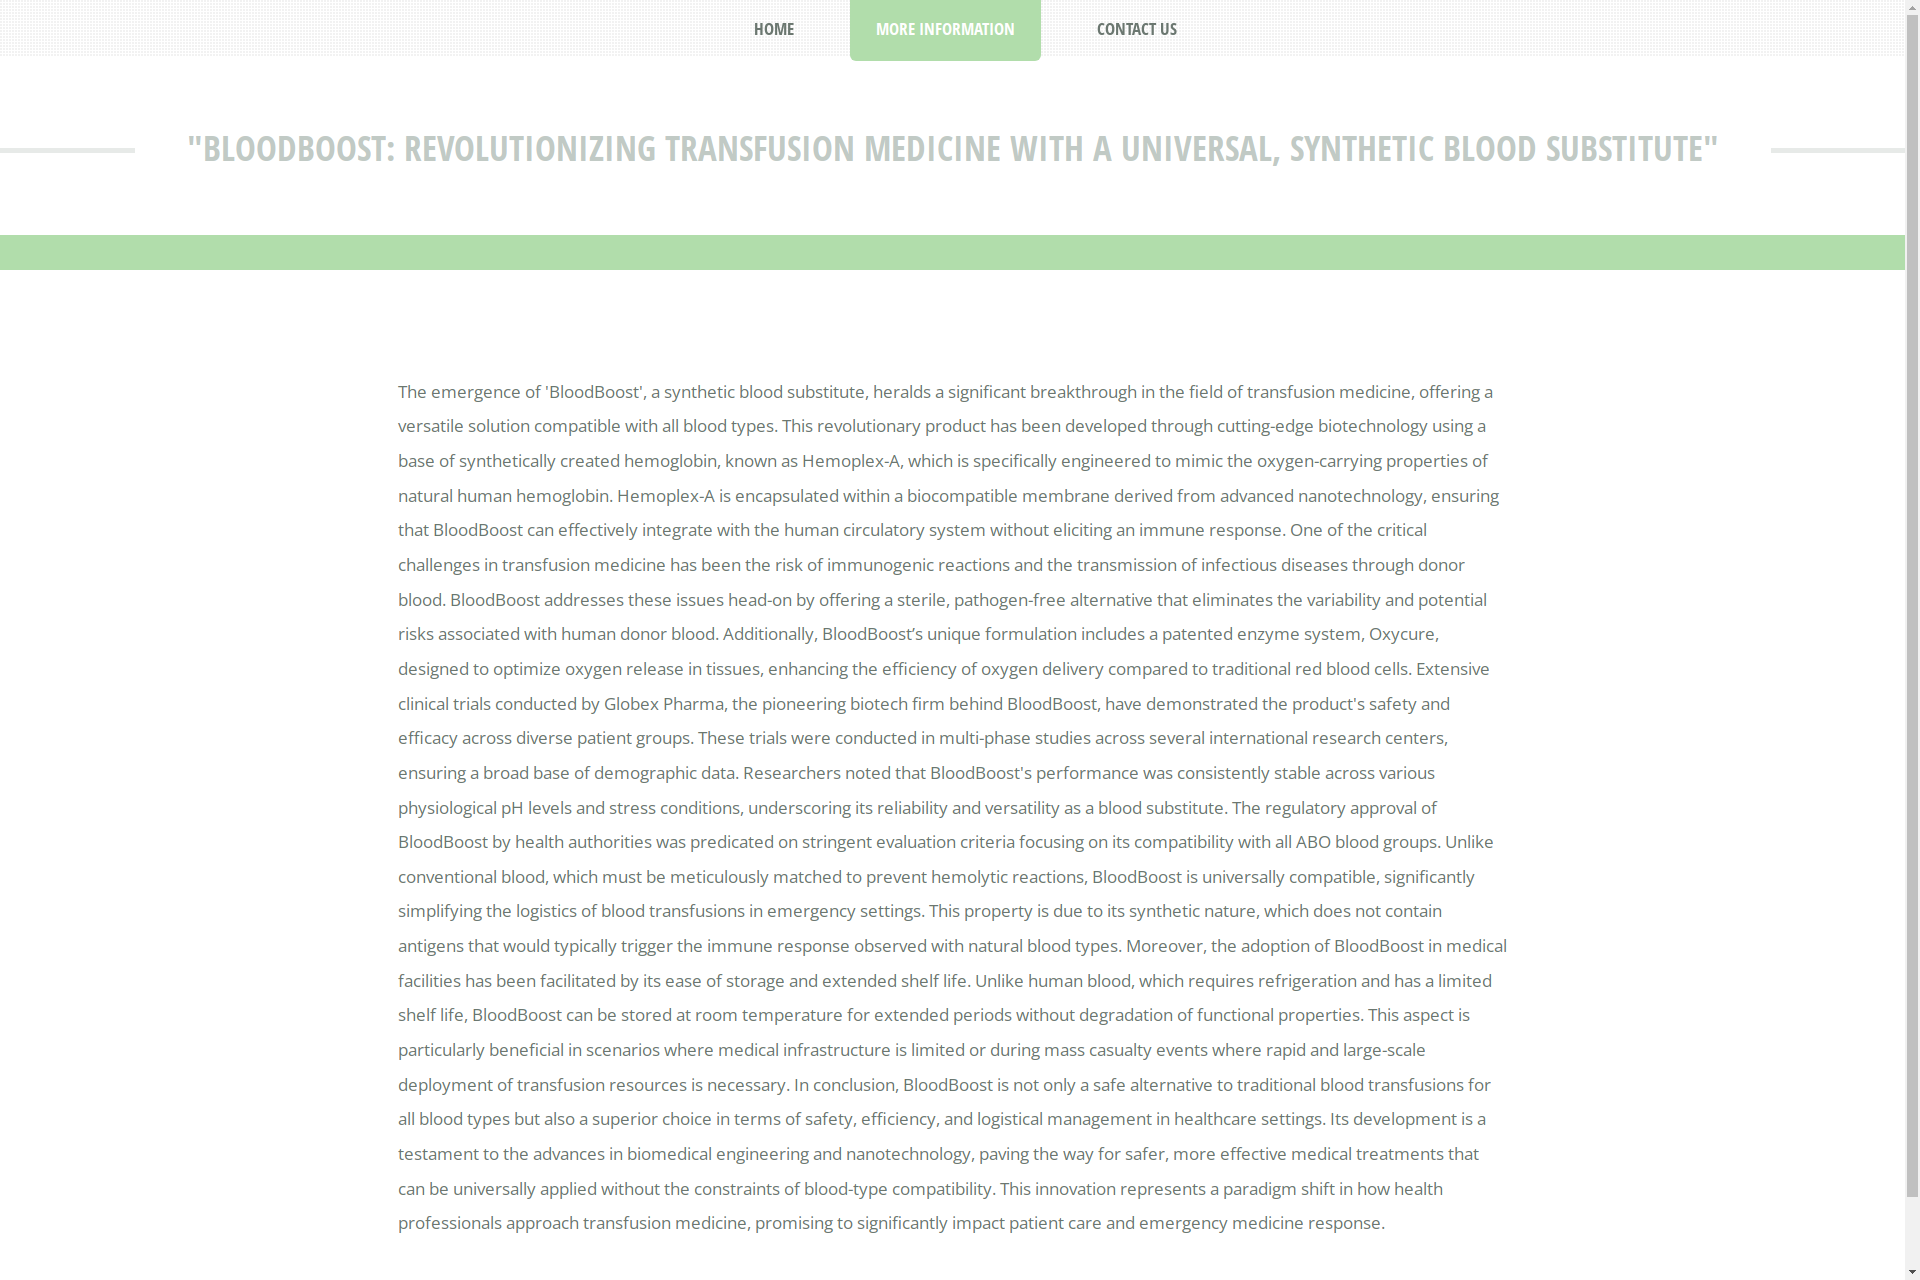 HOME
MORE INFORMATION
CONTACT US
"BLOODBOOST: REVOLUTIONIZING TRANSFUSION MEDICINE WITH A UNIVERSAL, SYNTHETIC BLOOD SUBSTITUTE"
The emergence of 'BloodBoost', a synthetic blood substitute, heralds a significant breakthrough in the field of transfusion medicine, offering a
versatile solution compatible with all blood types. This revolutionary product has been developed through cutting-edge biotechnology using a
base of synthetically created hemoglobin, known as Hemoplex-A, which is specifically engineered to mimic the oxygen-carrying properties of
natural human hemoglobin. Hemoplex-A is encapsulated within a biocompatible membrane derived from advanced nanotechnology, ensuring
that BloodBoost can effectively integrate with the human circulatory system without eliciting an immune response. One of the critical
challenges in transfusion medicine has been the risk of immunogenic reactions and the transmission of infectious diseases through donor
blood. BloodBoost addresses these issues head-on by offering a sterile, pathogen-free alternative that eliminates the variability and potential
risks associated with human donor blood. Additionally, BloodBoost’s unique formulation includes a patented enzyme system, Oxycure,
designed to optimize oxygen release in tissues, enhancing the efficiency of oxygen delivery compared to traditional red blood cells. Extensive
clinical trials conducted by Globex Pharma, the pioneering biotech firm behind BloodBoost, have demonstrated the product's safety and
efficacy across diverse patient groups. These trials were conducted in multi-phase studies across several international research centers,
ensuring a broad base of demographic data. Researchers noted that BloodBoost's performance was consistently stable across various
physiological pH levels and stress conditions, underscoring its reliability and versatility as a blood substitute. The regulatory approval of
BloodBoost by health authorities was predicated on stringent evaluation criteria focusing on its compatibility with all ABO blood groups. Unlike
conventional blood, which must be meticulously matched to prevent hemolytic reactions, BloodBoost is universally compatible, significantly
simplifying the logistics of blood transfusions in emergency settings. This property is due to its synthetic nature, which does not contain
antigens that would typically trigger the immune response observed with natural blood types. Moreover, the adoption of BloodBoost in medical
facilities has been facilitated by its ease of storage and extended shelf life. Unlike human blood, which requires refrigeration and has a limited
shelf life, BloodBoost can be stored at room temperature for extended periods without degradation of functional properties. This aspect is
particularly beneficial in scenarios where medical infrastructure is limited or during mass casualty events where rapid and large-scale
deployment of transfusion resources is necessary. In conclusion, BloodBoost is not only a safe alternative to traditional blood transfusions for
all blood types but also a superior choice in terms of safety, efficiency, and logistical management in healthcare settings. Its development is a
testament to the advances in biomedical engineering and nanotechnology, paving the way for safer, more effective medical treatments that
can be universally applied without the constraints of blood-type compatibility. This innovation represents a paradigm shift in how health
professionals approach transfusion medicine, promising to significantly impact patient care and emergency medicine response.